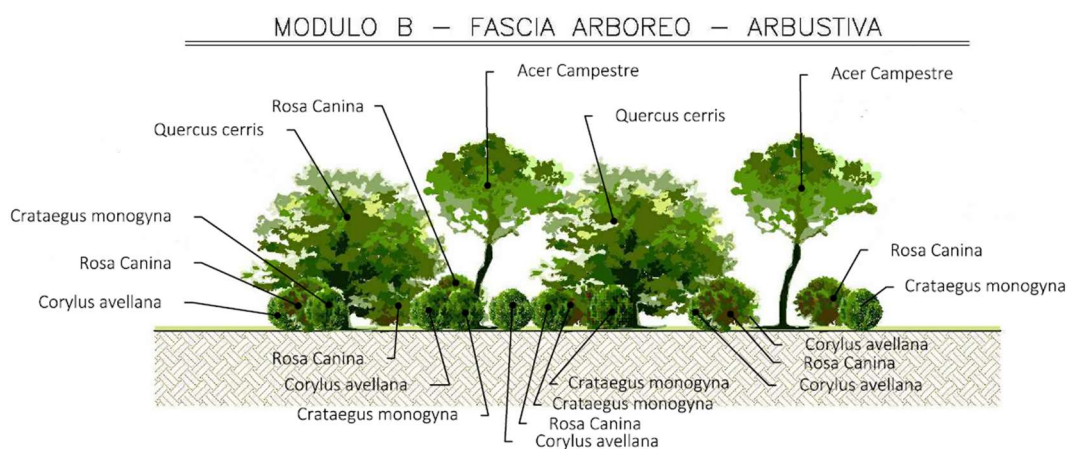 MODULO B – FASCIA ARBOREO – ARBUSTIVA
Acer Campestre
Acer Campestre
Rosa Canina
Quercus cerris
Quercus cerris
Crataegus monogyna
Rosa Canina
Rosa Canina
Corylus avellana
Crataegus monogyna
Rosa Canina
Corylus avellana
Crataegus monogyna
Crataegus monogyna
Crataegus monogyna
Rosa Canina
Corylus avellana
Corylus avellana
Rosa Canina
Corylus avellana